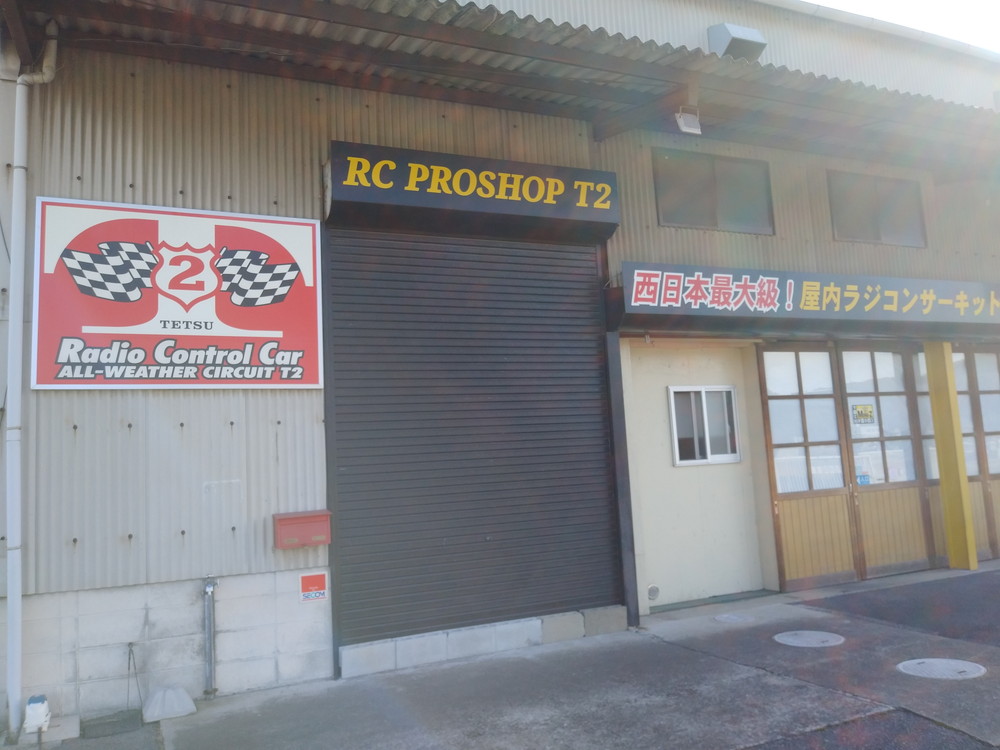 RC PROSHOP T2
2
TETSU
Radio Control Car
ALL-WEATHER CIRCUIT T2
西日本最大級！屋内ラジコンサーキット
SECOM